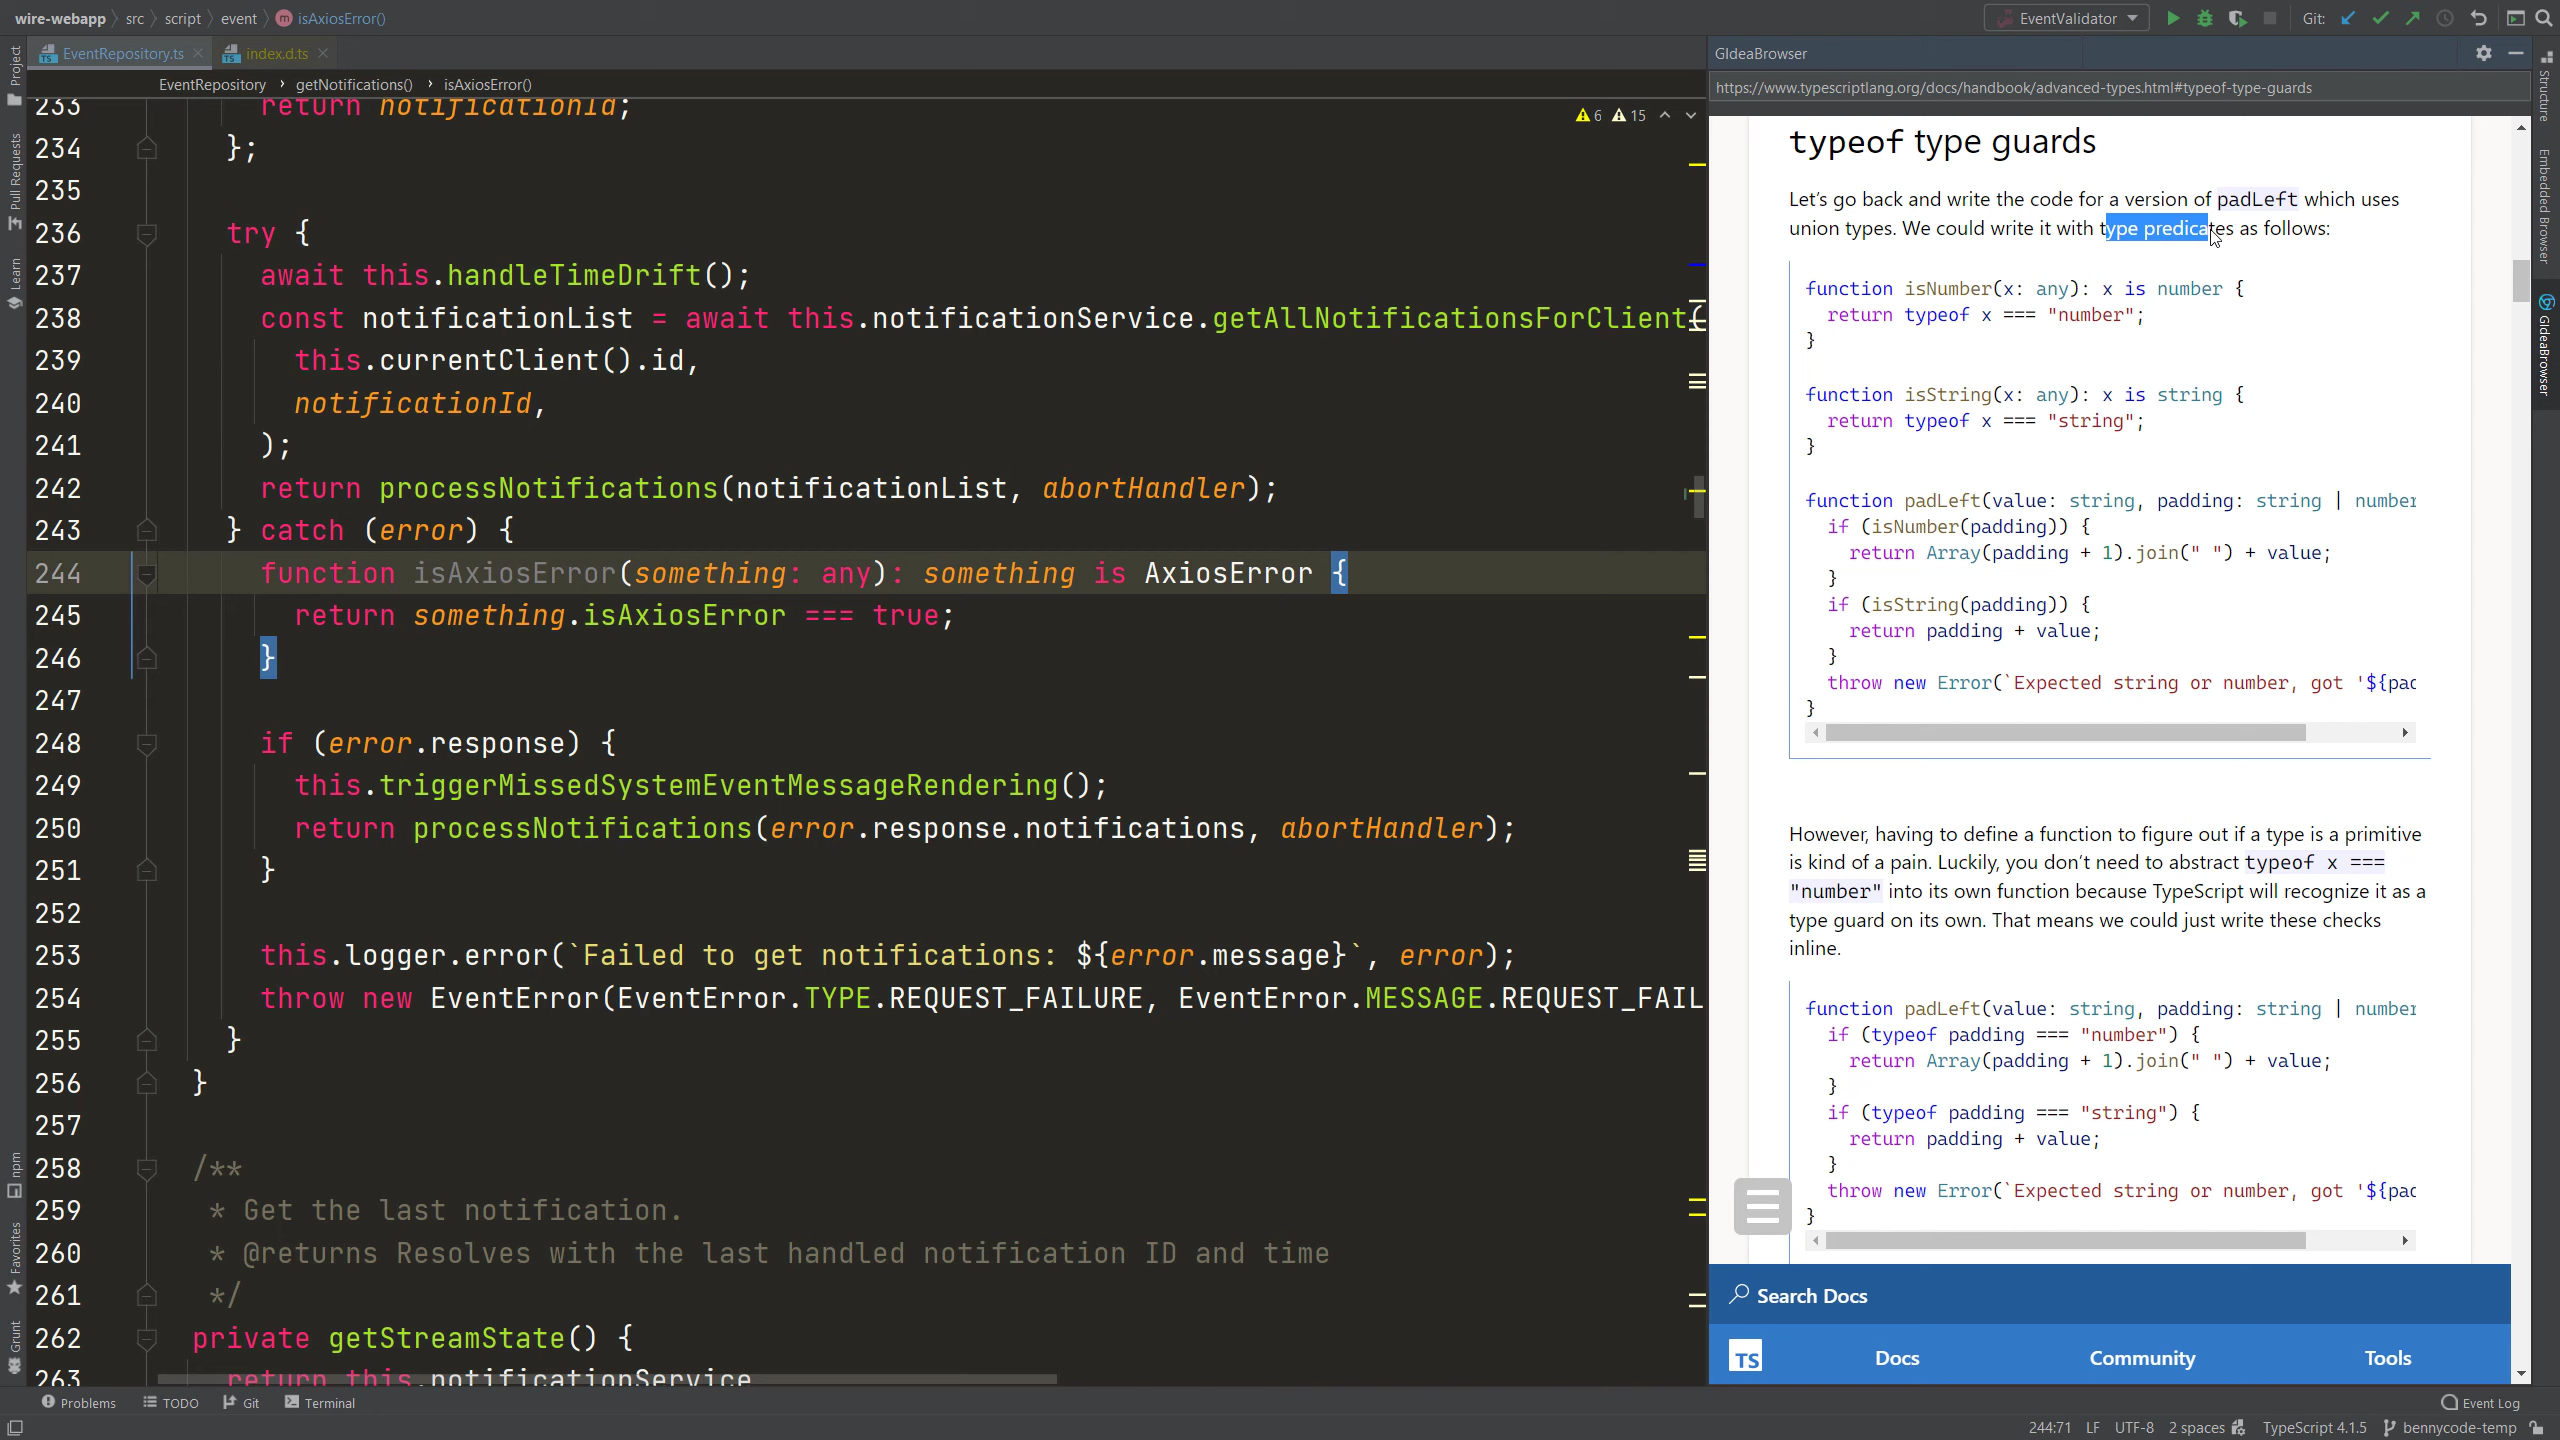 wire-webapp src script event isAxiosError() EventValidator Git:
EventRepository.ts index.d.ts GIdeaBrowser
EventRepository getNotifications() isAxiosError()
https://www.typescriptlang.org/docs/handbook/advanced-types.html#typeof-type-guards
6 15
233 return notificationId;
234 };
235
236 try {
237 await this.handleTimeDrift();
238 const notificationList = await this.notificationService.getAllNotificationsForClient(
239 this.currentClient().id,
240 notificationId,
241 );
242 return processNotifications(notificationList, abortHandler);
243 } catch (error) {
244 function isAxiosError(something: any): something is AxiosError {
245 return something.isAxiosError === true;
246 }
247
248 if (error.response) {
249 this.triggerMissedSystemEventMessageRendering();
250 return processNotifications(error.response.notifications, abortHandler);
251 }
252
253 this.logger.error(`Failed to get notifications: ${error.message}`, error);
254 throw new EventError(EventError.TYPE.REQUEST_FAILURE, EventError.MESSAGE.REQUEST_FAIL
255 }
256 }
257
258 /**
259 * Get the last notification.
260 * @returns Resolves with the last handled notification ID and time
261 */
262 private getStreamState() {
263 return this.notificationService
typeof type guards
Let's go back and write the code for a version of padLeft which uses
union types. We could write it with type predicates as follows:
function isNumber(x: any): x is number {
return typeof x === "number";
}
function isString(x: any): x is string {
return typeof x === "string";
}
function padLeft(value: string, padding: string | number
if (isNumber(padding)) {
return Array(padding + 1).join(" ") + value;
}
if (isString(padding)) {
return padding + value;
}
throw new Error(`Expected string or number, got '${pad
}
However, having to define a function to figure out if a type is a primitive
is kind of a pain. Luckily, you don't need to abstract typeof x ===
"number" into its own function because TypeScript will recognize it as a
type guard on its own. That means we could just write these checks
inline.
function padLeft(value: string, padding: string | number
if (typeof padding === "number") {
return Array(padding + 1).join(" ") + value;
}
if (typeof padding === "string") {
return padding + value;
}
throw new Error(`Expected string or number, got '${pad
}
Search Docs
TS Docs Community Tools
Project
Pull Requests
Learn
npm
Favorites
Grunt
Structure
Embedded Browser
GIdeaBrowser
Problems TODO Git Terminal Event Log
244:71 LF UTF-8 2 spaces TypeScript 4.1.5 bennycode-temp